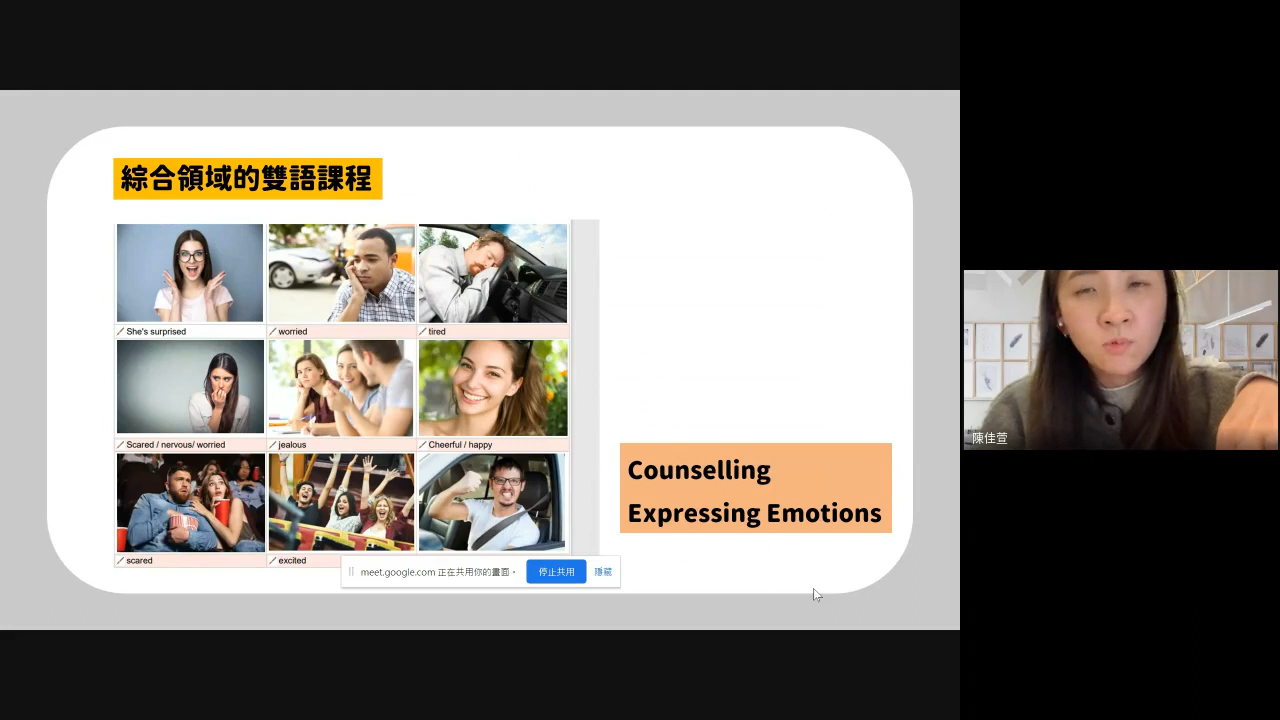 綜合領域的雙語課程
She's surprised
worried
tired
Scared / nervous/ worried
jealous
Cheerful / happy
scared
excited
Counselling
Expressing Emotions
meet.google.com 正在共用你的畫面。
停止共用
隱藏
陳佳萱